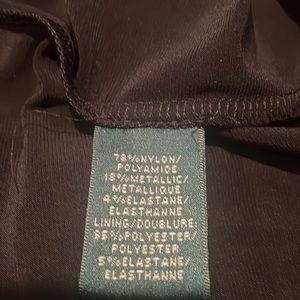 78%NYLON/
POLYAMIDE
18%METALLIC/
METALLIQUE
4%ELASTANE/
ELASTHANNE
LINING/DOUBLURE:
95%POLYESTER/
POLYESTER
5%ELASTANE/
ELASTHANNE